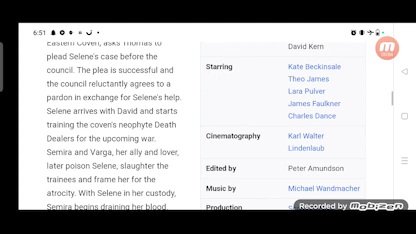 6:51
Eastern Coven, asks Thomas to
plead Selene's case before the
council. The plea is successful and
the council reluctantly agrees to a
pardon in exchange for Selene's help.
Selene arrives with David and starts
training the coven's neophyte Death
Dealers for the upcoming war.
Semira and Varga, her ally and lover,
later poison Selene, slaughter the
trainees and frame her for the
atrocity. With Selene in her custody,
Semira begins draining her blood,
David Kern
Starring
Kate Beckinsale
Theo James
Lara Pulver
James Faulkner
Charles Dance
Cinematography
Karl Walter
Lindenlaub
Edited by
Peter Amundson
Music by
Michael Wandmacher
Production
Recorded by Mobizen